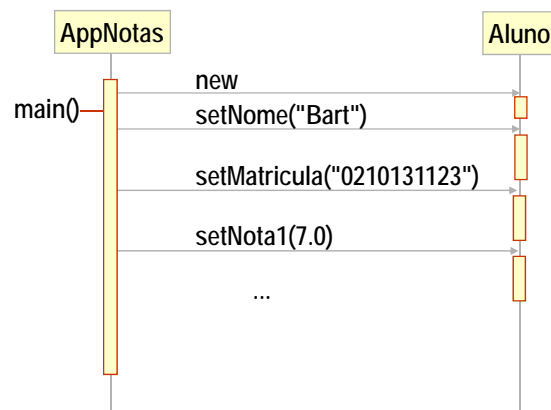 AppNotas
Aluno
new
main()
setNome("Bart")
setMatricula("0210131123")
setNota1(7.0)
...